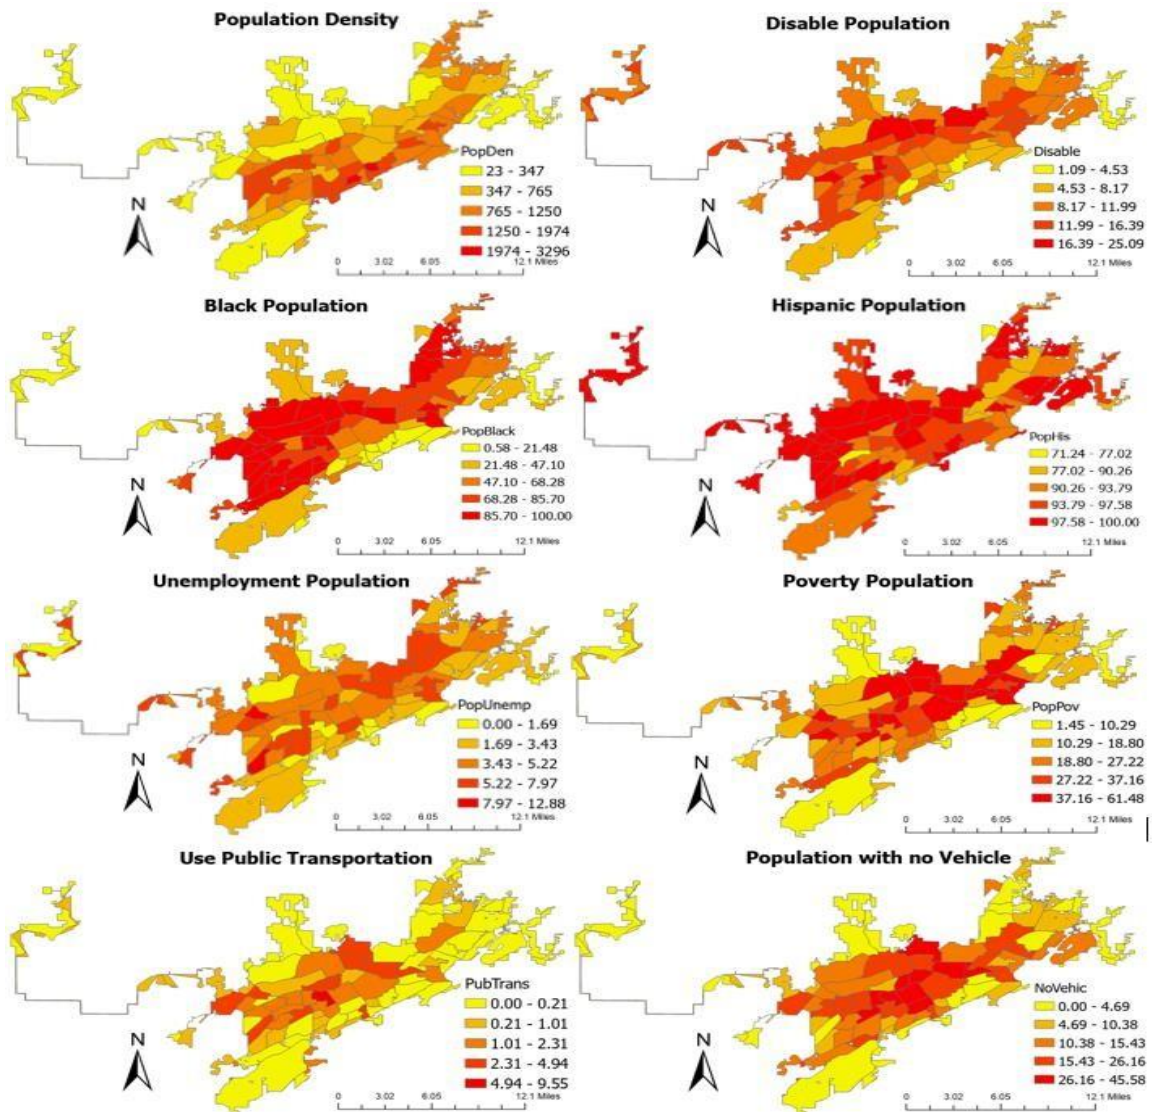 Population Density
PopDen
23 - 347
347 - 765
765 - 1250
1250 - 1974
1974 - 3296
N
0 3.02 6.05 12.1 Miles
Disable Population
Disable
1.09 - 4.53
4.53 - 8.17
8.17 - 11.99
11.99 - 16.39
16.39 - 25.09
N
0 3.02 6.05 12.1 Miles
Black Population
PopBlack
0.58 - 21.48
21.48 - 47.10
47.10 - 68.28
68.28 - 85.70
85.70 - 100.00
N
0 3.02 6.05 12.1 Miles
Hispanic Population
PopHis
71.24 - 77.02
77.02 - 90.26
90.26 - 93.79
93.79 - 97.58
97.58 - 100.00
N
0 3.02 6.05 12.1 Miles
Unemployment Population
PopUnemp
0.00 - 1.69
1.69 - 3.43
3.43 - 5.22
5.22 - 7.97
7.97 - 12.88
N
0 3.02 6.05 12.1 Miles
Poverty Population
PopPov
1.45 - 10.29
10.29 - 18.80
18.80 - 27.22
27.22 - 37.16
37.16 - 61.48
N
0 3.02 6.05 12.1 Miles
Use Public Transportation
PubTrans
0.00 - 0.21
0.21 - 1.01
1.01 - 2.31
2.31 - 4.94
4.94 - 9.55
N
0 3.02 6.05 12.1 Miles
Population with no Vehicle
NoVehic
0.00 - 4.69
4.69 - 10.38
10.38 - 15.43
15.43 - 26.16
26.16 - 45.58
N
0 3.02 6.05 12.1 Miles